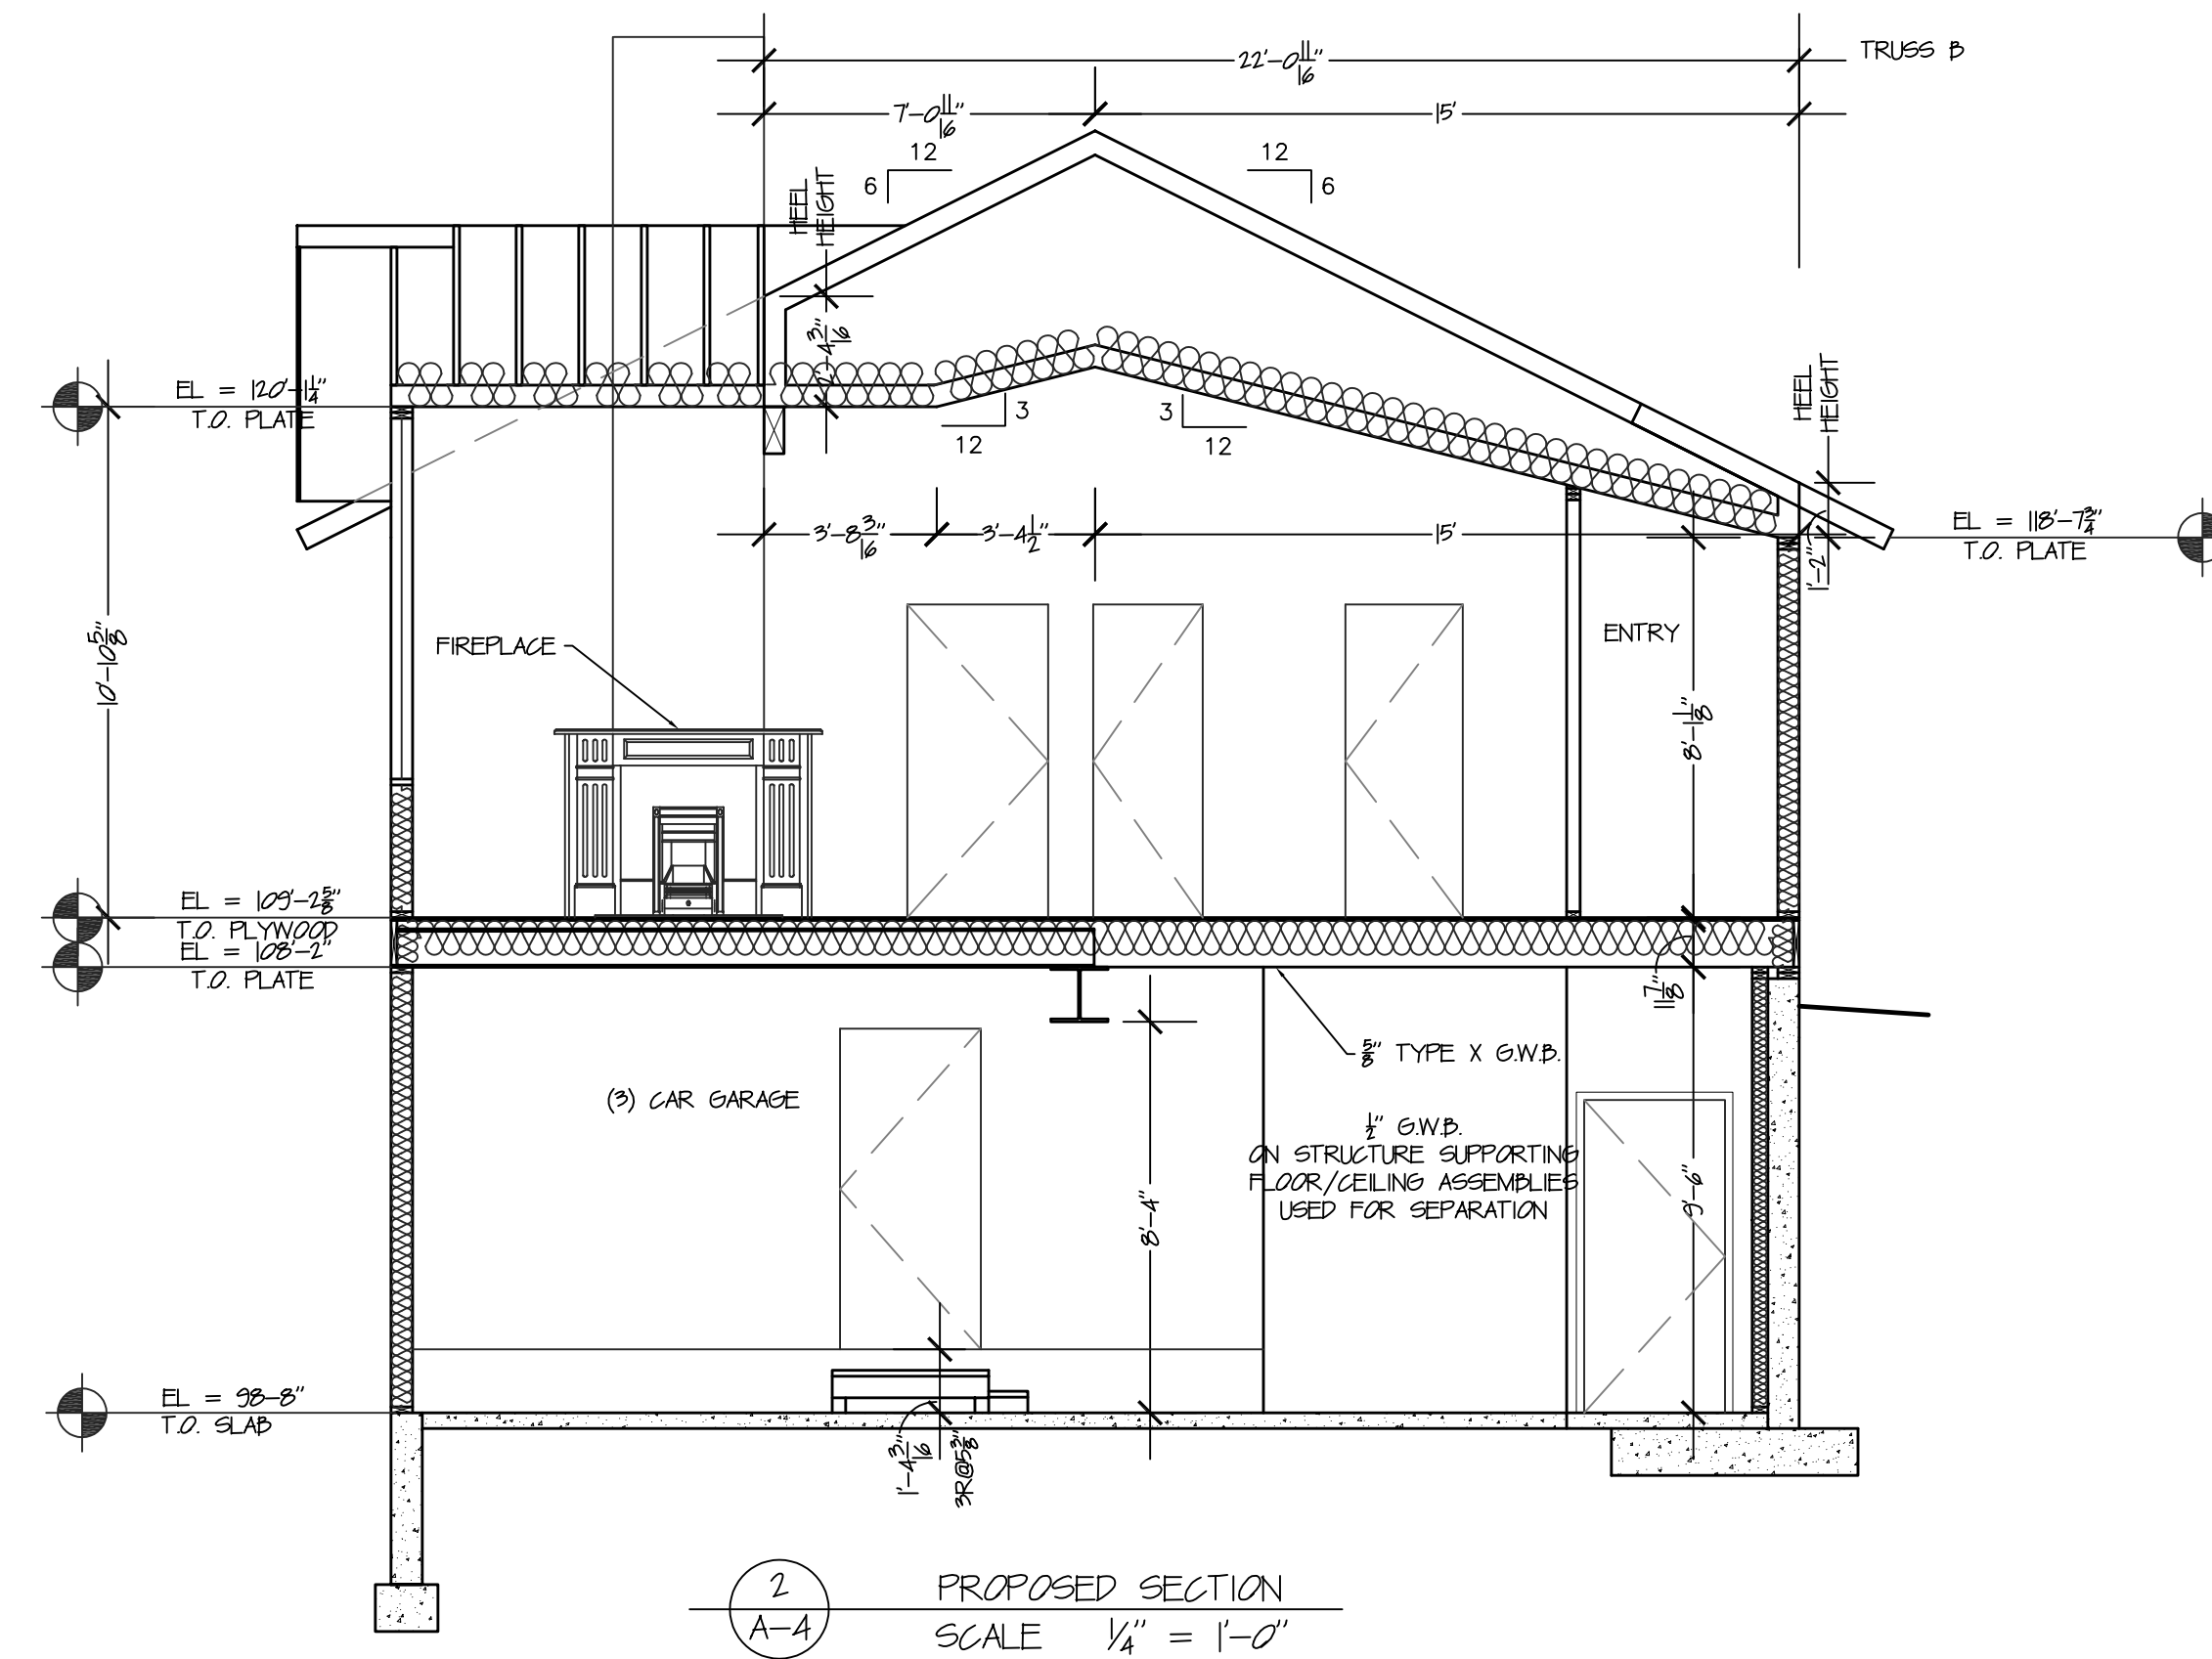 22'-0 11/16"
TRUSS B
7'-0 11/16"
15'
12
6
12
6
HEEL
HEIGHT
2'-4 3/16"
EL = 120'-1 1/4"
T.O. PLATE
3
12
3
12
HEEL
HEIGHT
3'-8 3/16"
3'-4 1/2"
15'
1'-2"
EL = 118'-7 3/4"
T.O. PLATE
10'-10 5/8"
FIREPLACE
ENTRY
8'-1 1/8"
EL = 109'-2 5/8"
T.O. PLYWOOD
EL = 108'-2"
T.O. PLATE
11 7/8"
5/8" TYPE X G.W.B.
(3) CAR GARAGE
1/2" G.W.B.
ON STRUCTURE SUPPORTING
FLOOR/CEILING ASSEMBLIES
USED FOR SEPARATION
8'-4"
9'-6"
EL = 98-8"
T.O. SLAB
1'-4 3/16"
3R@5 3/8"
2
A-4
PROPOSED SECTION
SCALE 1/4" = 1'-0"